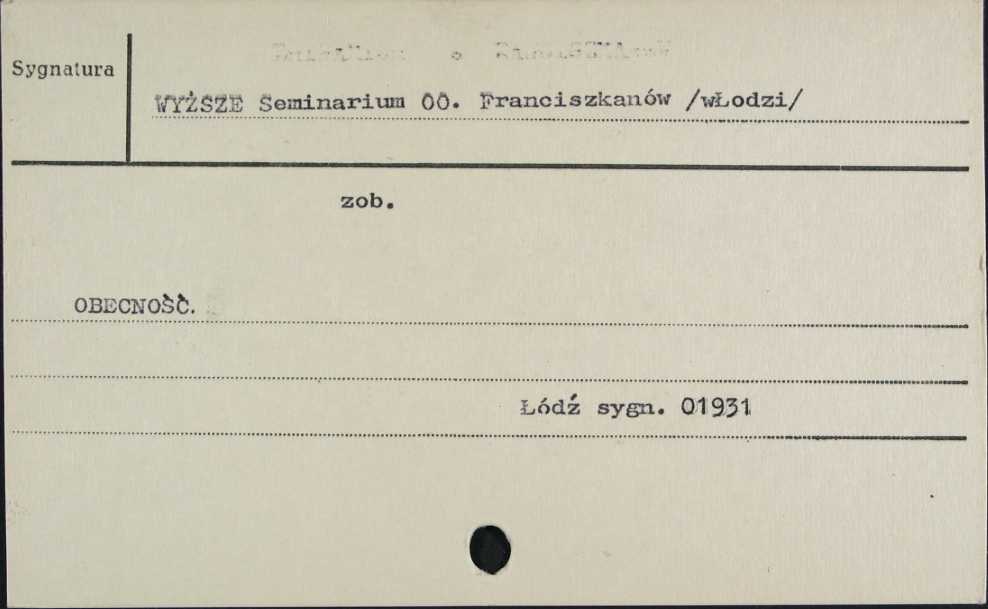 Sygnatura
WYŻSZE Seminarium OO. Franciszkanów /wŁodzi/
zob.
OBECNOŚĆ.
Łódź sygn. 01931